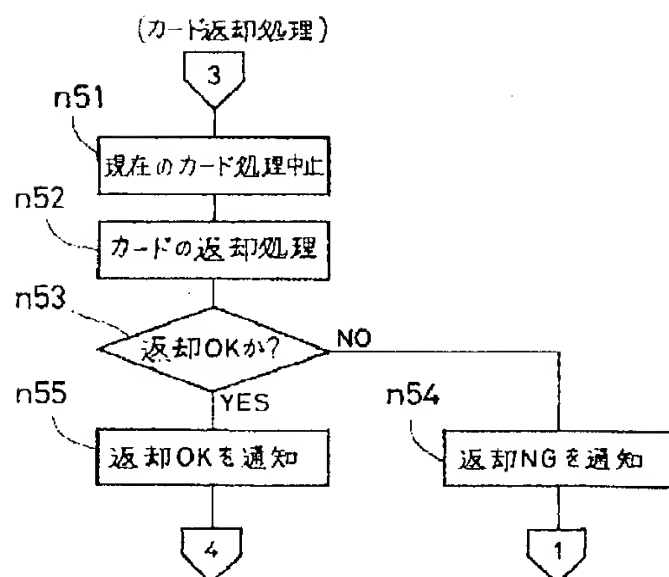 (カード返却処理)
3
n51
現在のカード処理中止
n52
カードの返却処理
n53
返却OKか?
NO
YES
n55
返却OKを通知
n54
返却NGを通知
4
1